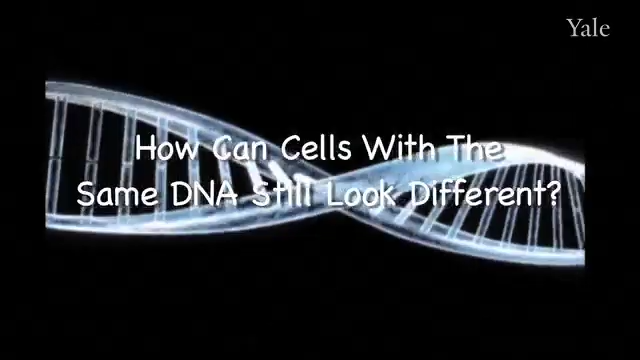 Yale
How Can Cells With The
Same DNA Still Look Different?